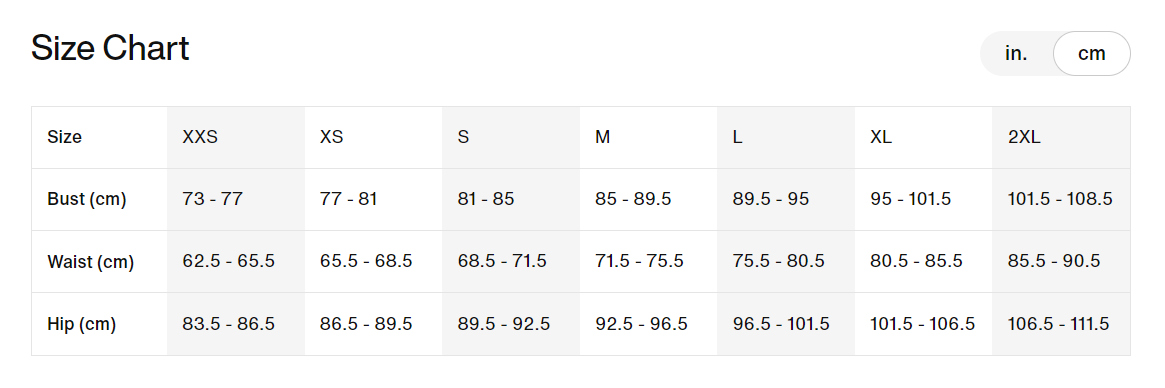 Size Chart
in. cm
Size XXS XS S M L XL 2XL
Bust (cm) 73 - 77 77 - 81 81 - 85 85 - 89.5 89.5 - 95 95 - 101.5 101.5 - 108.5
Waist (cm) 62.5 - 65.5 65.5 - 68.5 68.5 - 71.5 71.5 - 75.5 75.5 - 80.5 80.5 - 85.5 85.5 - 90.5
Hip (cm) 83.5 - 86.5 86.5 - 89.5 89.5 - 92.5 92.5 - 96.5 96.5 - 101.5 101.5 - 106.5 106.5 - 111.5